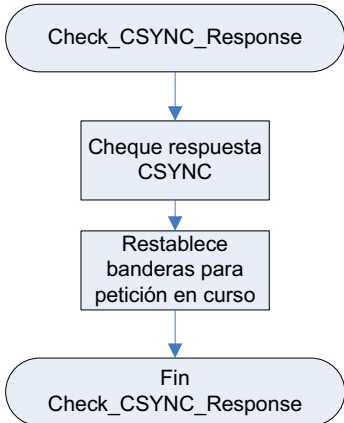 Check_CSYNC_Response
Cheque respuesta
CSYNC
Restablece
banderas para
petición en curso
Fin
Check_CSYNC_Response